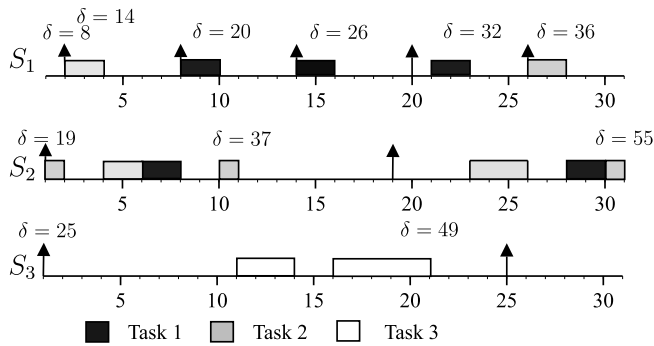 δ = 14
δ = 8 δ = 20 δ = 26 δ = 32 δ = 36
S1
5 10 15 20 25 30
δ = 19 δ = 37 δ = 55
S2
5 10 15 20 25 30
δ = 25 δ = 49
S3
5 10 15 20 25 30
Task 1 Task 2 Task 3